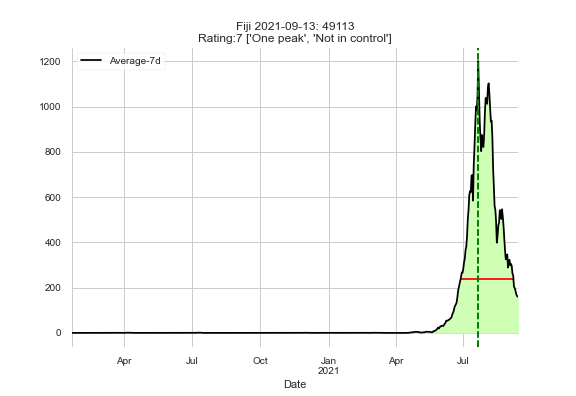 Fiji 2021-09-13: 49113
Rating:7 ['One peak', 'Not in control']
Average-7d
1200
1000
800
600
400
200
0
Apr Jul Oct Jan Apr Jul
2021
Date